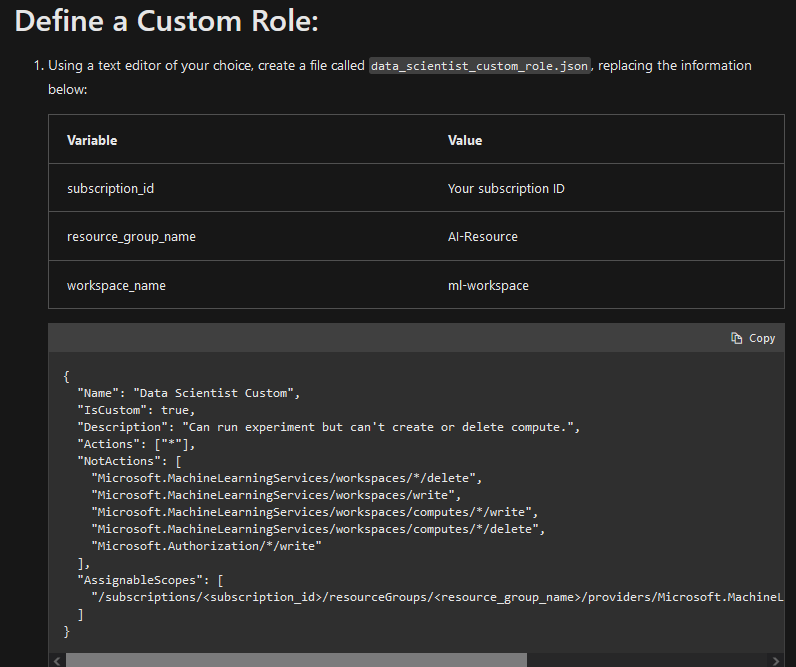 Define a Custom Role:
1. Using a text editor of your choice, create a file called data_scientist_custom_role.json, replacing the information
below:
Variable Value
subscription_id Your subscription ID
resource_group_name AI-Resource
workspace_name ml-workspace
Copy
{
  "Name": "Data Scientist Custom",
  "IsCustom": true,
  "Description": "Can run experiment but can't create or delete compute.",
  "Actions": ["*"],
  "NotActions": [
    "Microsoft.MachineLearningServices/workspaces/*/delete",
    "Microsoft.MachineLearningServices/workspaces/write",
    "Microsoft.MachineLearningServices/workspaces/computes/*/write",
    "Microsoft.MachineLearningServices/workspaces/computes/*/delete",
    "Microsoft.Authorization/*/write"
  ],
  "AssignableScopes": [
    "/subscriptions/<subscription_id>/resourceGroups/<resource_group_name>/providers/Microsoft.MachineL
  ]
}